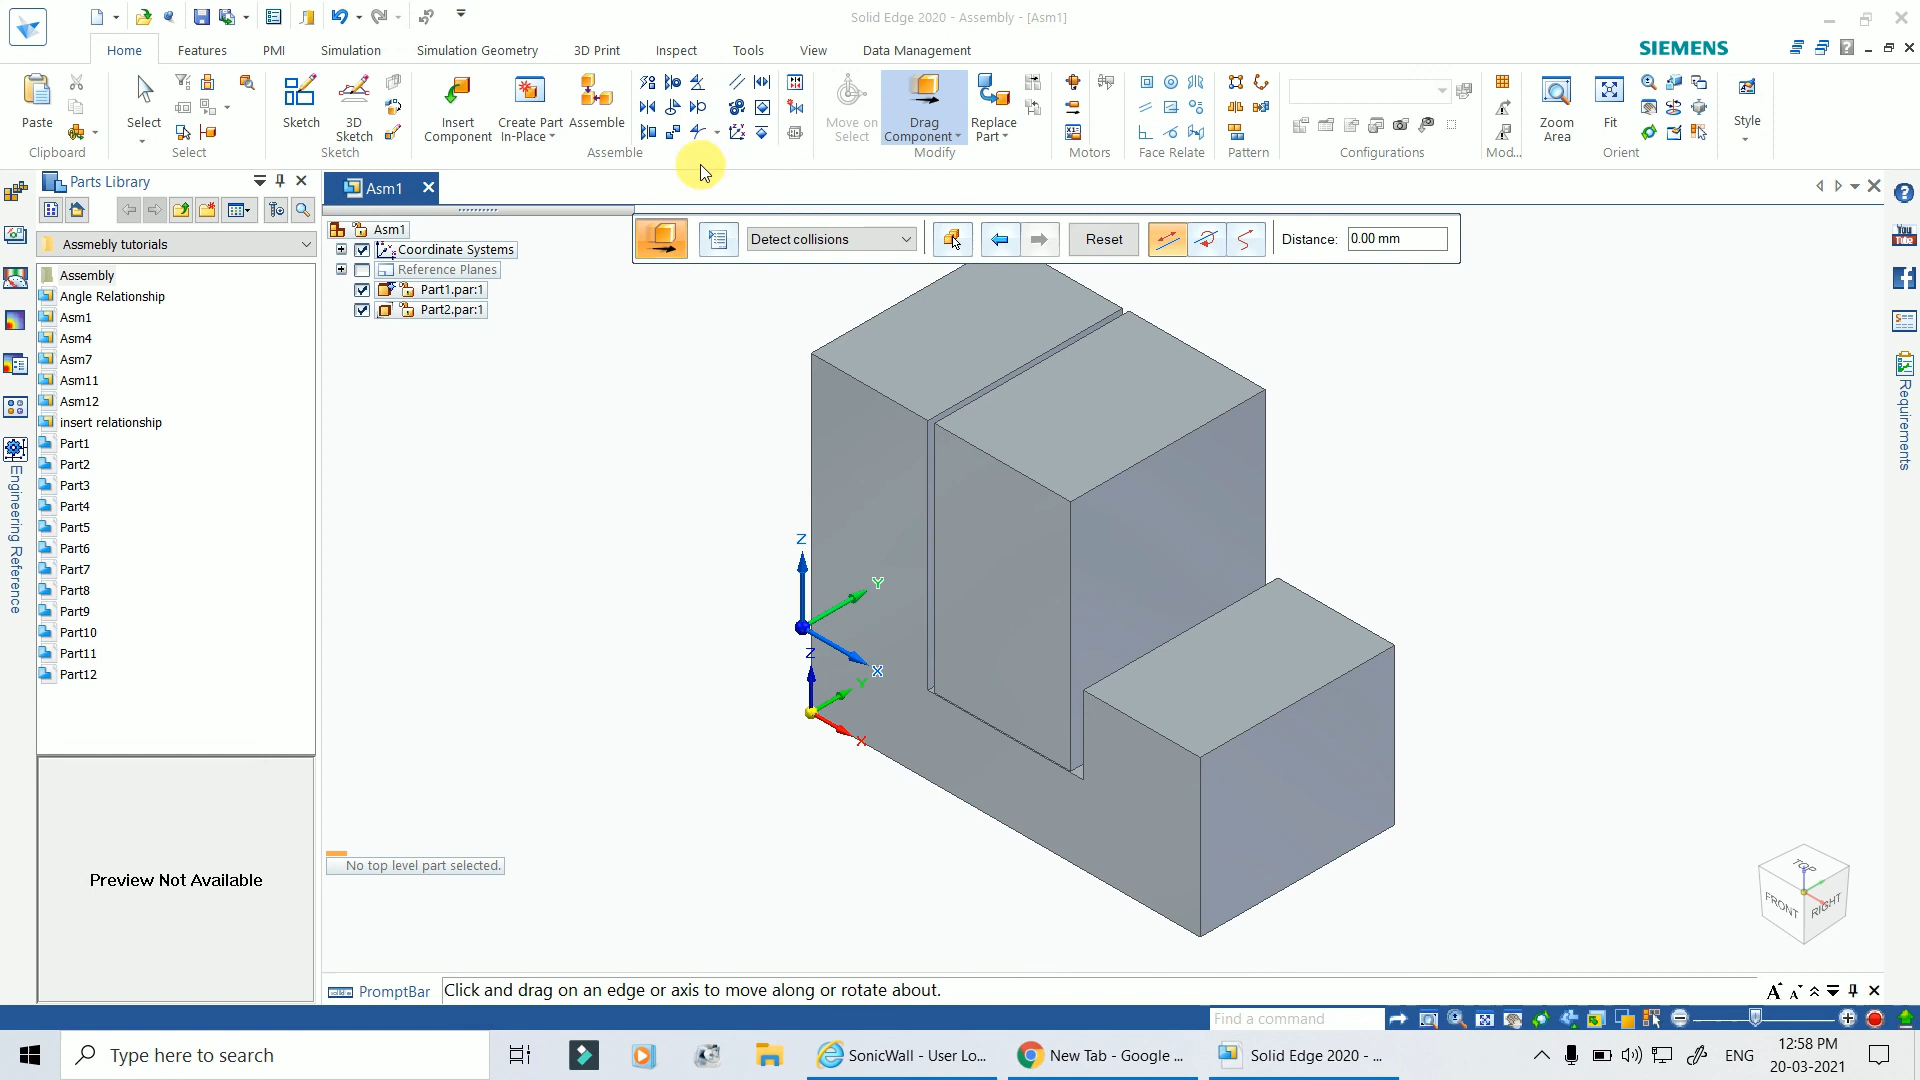 Solid Edge 2020 - Assembly - [Asm1]
Home Features PMI Simulation Simulation Geometry 3D Print Inspect Tools View Data Management
SIEMENS
Paste
Clipboard
Select
Select
Sketch
3D Sketch
Sketch
Insert Component
Create Part In-Place
Assemble
Assemble
Move on Select
Drag Component
Replace Part
Modify
Motors
Face Relate
Pattern
Configurations
Mod...
Zoom Area
Fit
Orient
Style
Parts Library
Assmebly tutorials
Assembly
Angle Relationship
Asm1
Asm4
Asm7
Asm11
Asm12
insert relationship
Part1
Part2
Part3
Part4
Part5
Part6
Part7
Part8
Part9
Part10
Part11
Part12
Preview Not Available
Engineering Reference
Asm1
Asm1
Coordinate Systems
Reference Planes
Part1.par:1
Part2.par:1
Detect collisions
Reset
Distance: 0.00 mm
Z
Y
X
Z
Y
X
No top level part selected.
TOP
FRONT
RIGHT
You
Tube
Requirements
PromptBar
Click and drag on an edge or axis to move along or rotate about.
Find a command
Type here to search
SonicWall - User Lo...
New Tab - Google ...
Solid Edge 2020 - ...
ENG
12:58 PM
20-03-2021